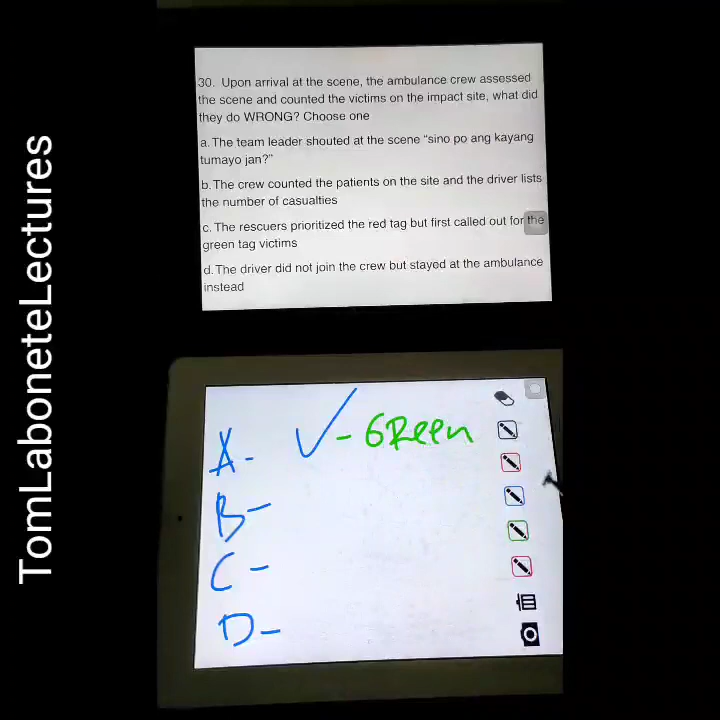 TomLaboneteLectures
30. Upon arrival at the scene, the ambulance crew assessed
the scene and counted the victims on the impact site, what did
they do WRONG? Choose one
a. The team leader shouted at the scene “sino po ang kayang
tumayo jan?”
b. The crew counted the patients on the site and the driver lists
the number of casualties
c. The rescuers prioritized the red tag but first called out for the
green tag victims
d. The driver did not join the crew but stayed at the ambulance
instead
A- ✓- GReen
B-
C-
D-